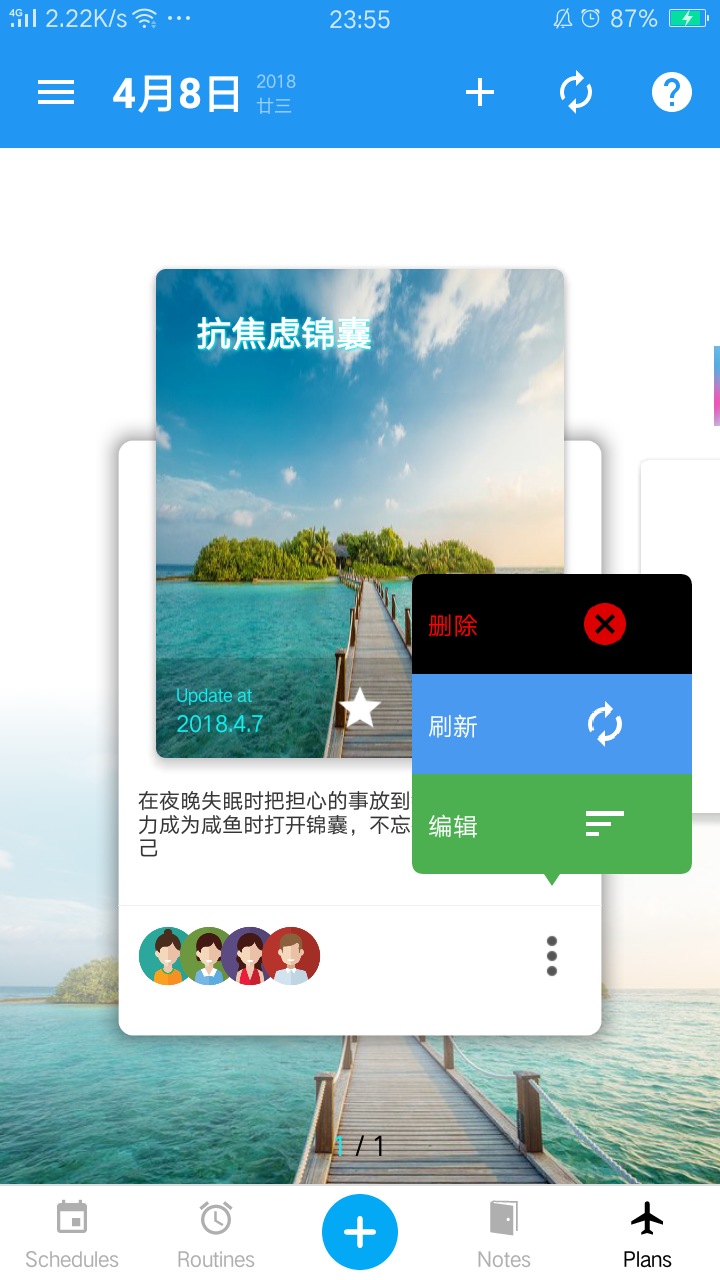 4G 2.22K/s 23:55 87%
4月8日 2018
廿三
抗焦虑锦囊
Update at
2018.4.7
删除
刷新
编辑
在夜晚失眠时把担心的事放到
力成为咸鱼时打开锦囊，不忘
己
1 / 1
Schedules Routines Notes Plans